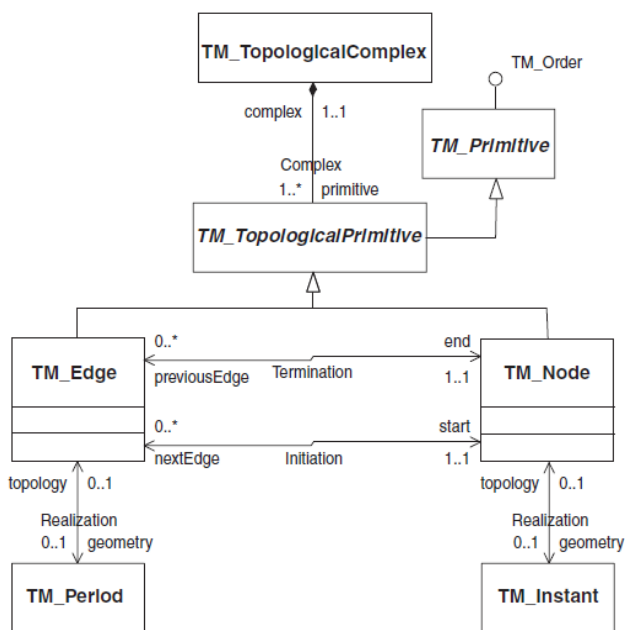 TM_TopologicalComplex
TM_Order
complex 1..1
TM_Primitive
Complex
1..* primitive
TM_TopologicalPrimitive
0..* end
TM_Edge TM_Node
previousEdge Termination 1..1
0..* start
nextEdge Initiation 1..1
topology 0..1 topology 0..1
Realization Realization
0..1 geometry 0..1 geometry
TM_Period TM_Instant